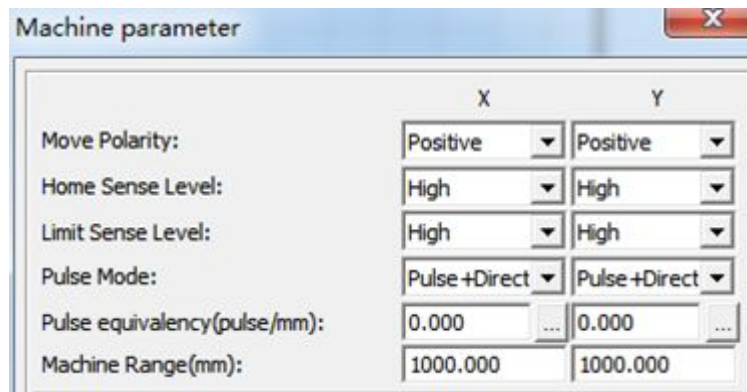 Machine parameter
X Y
Move Polarity: Positive Positive
Home Sense Level: High High
Limit Sense Level: High High
Pulse Mode: Pulse+Direct Pulse+Direct
Pulse equivalency(pulse/mm): 0.000 ... 0.000 ...
Machine Range(mm): 1000.000 1000.000